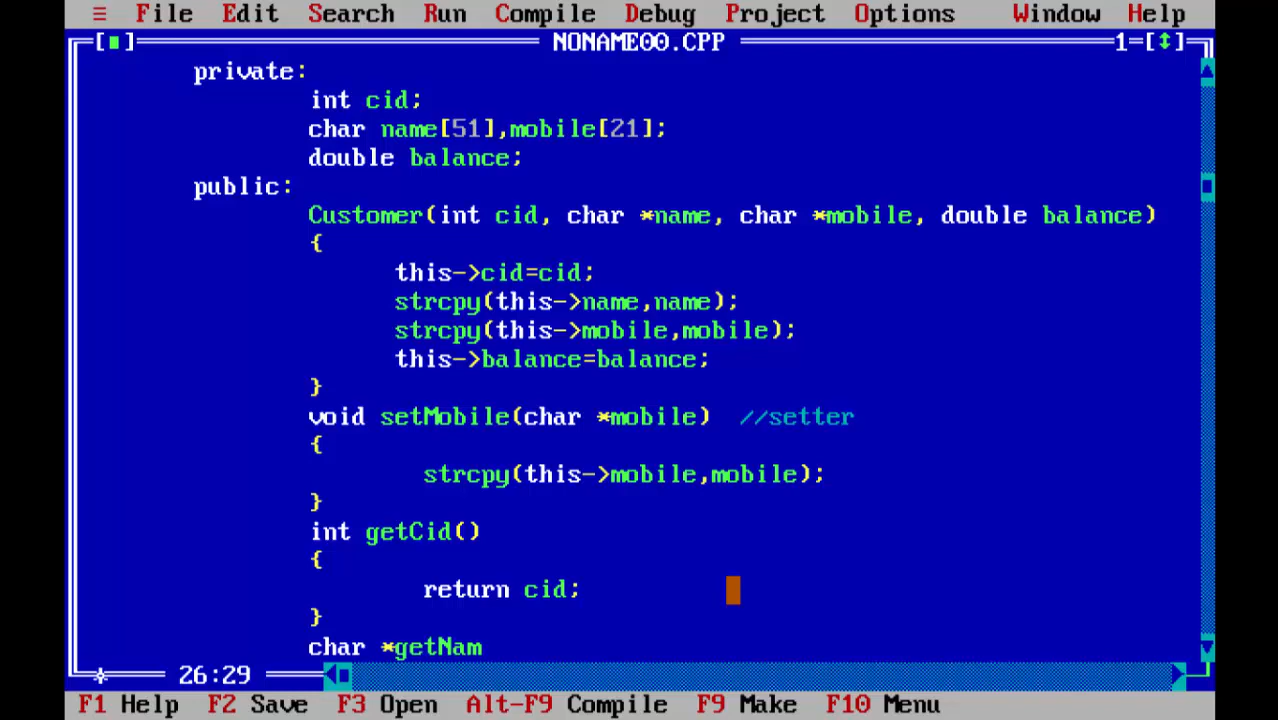 ≡ File Edit Search Run Compile Debug Project Options Window Help
[■] NONAME00.CPP 1=[↕]
private:
int cid;
char name[51],mobile[21];
double balance;
public:
Customer(int cid, char *name, char *mobile, double balance)
{
this->cid=cid;
strcpy(this->name,name);
strcpy(this->mobile,mobile);
this->balance=balance;
}
void setMobile(char *mobile) //setter
{
strcpy(this->mobile,mobile);
}
int getCid()
{
return cid;
}
char *getNam
26:29
F1 Help F2 Save F3 Open Alt-F9 Compile F9 Make F10 Menu